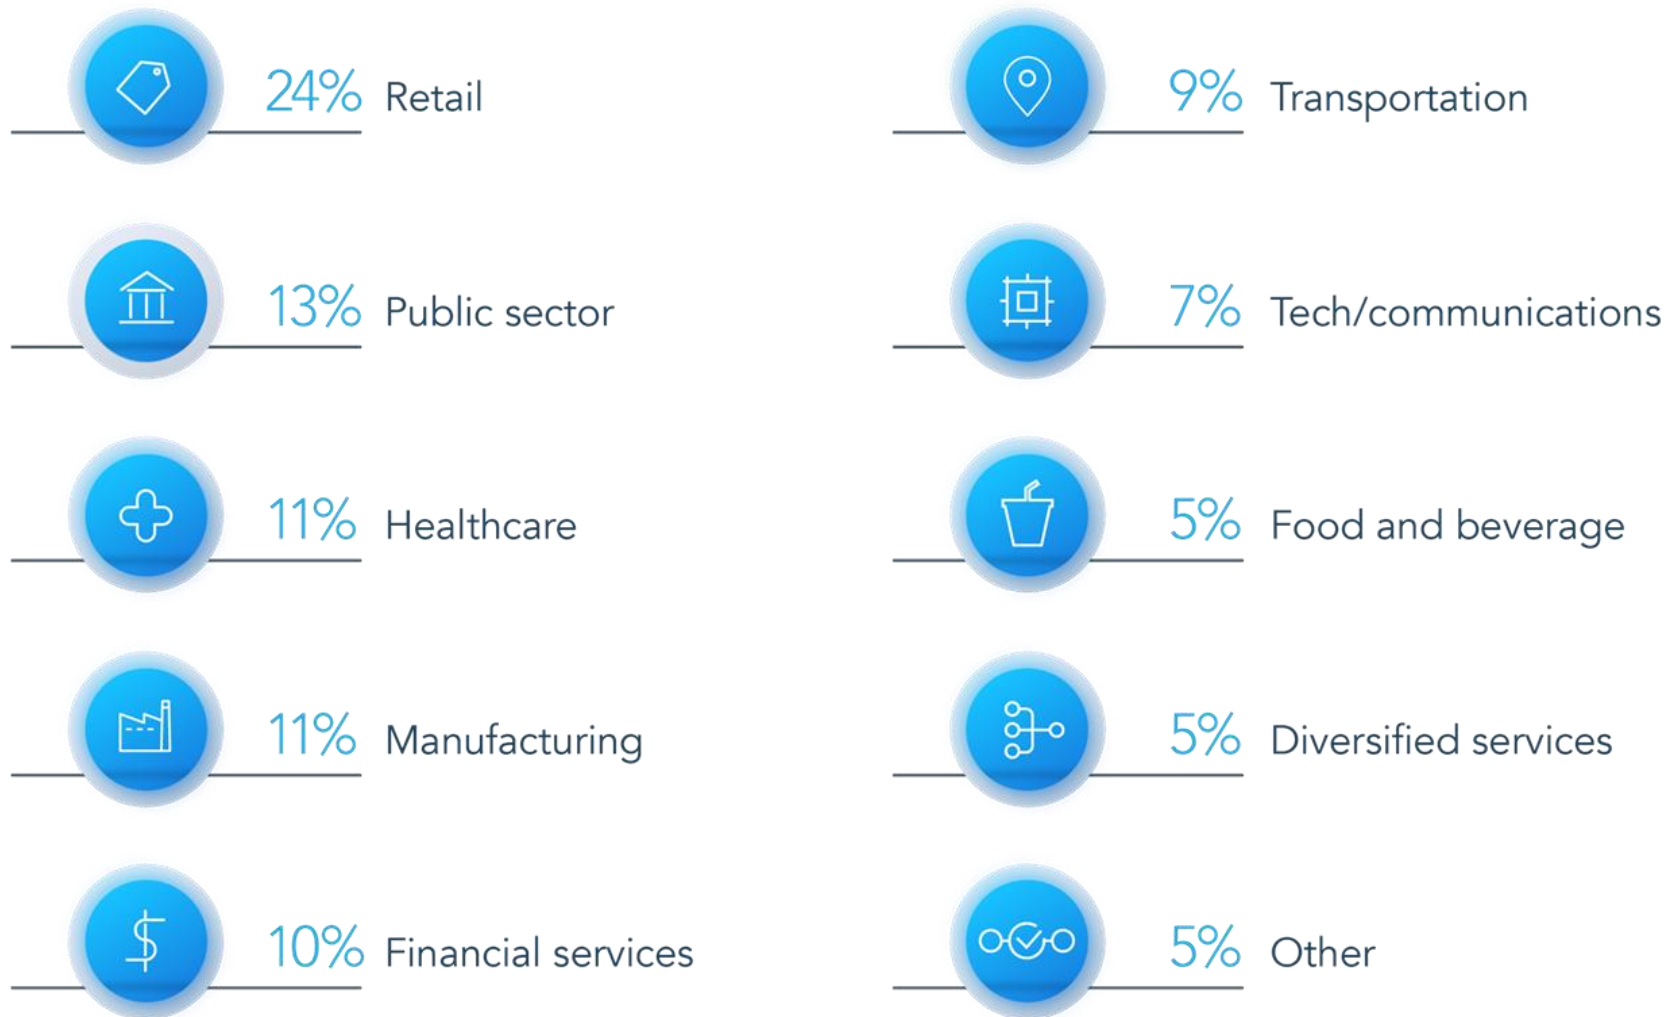 24% Retail
13% Public sector
11% Healthcare
11% Manufacturing
10% Financial services
9% Transportation
7% Tech/communications
5% Food and beverage
5% Diversified services
5% Other